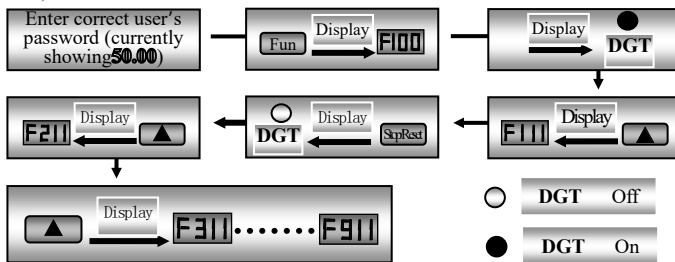 Enter correct user's
password (currently
showing50.00)
Fun
Display
F100
Display
DGT
F211
Display
DGT
Display
Stop Reset
F111
Display
Display
F311
F911
DGT Off
DGT On